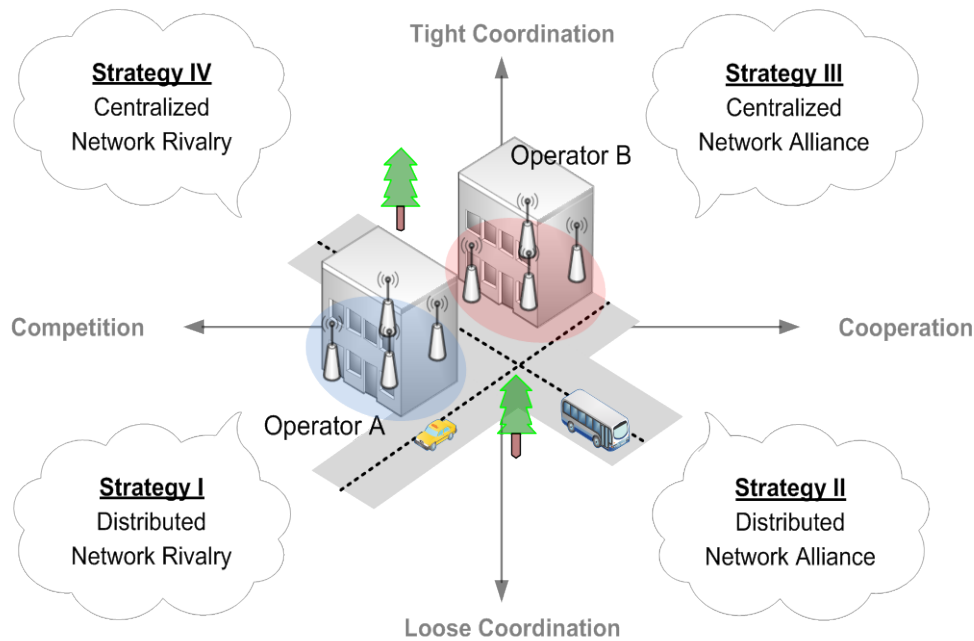 Tight Coordination
Strategy IV
Centralized
Network Rivalry
Strategy III
Centralized
Network Alliance
Operator B
Competition
Cooperation
Operator A
Strategy I
Distributed
Network Rivalry
Strategy II
Distributed
Network Alliance
Loose Coordination